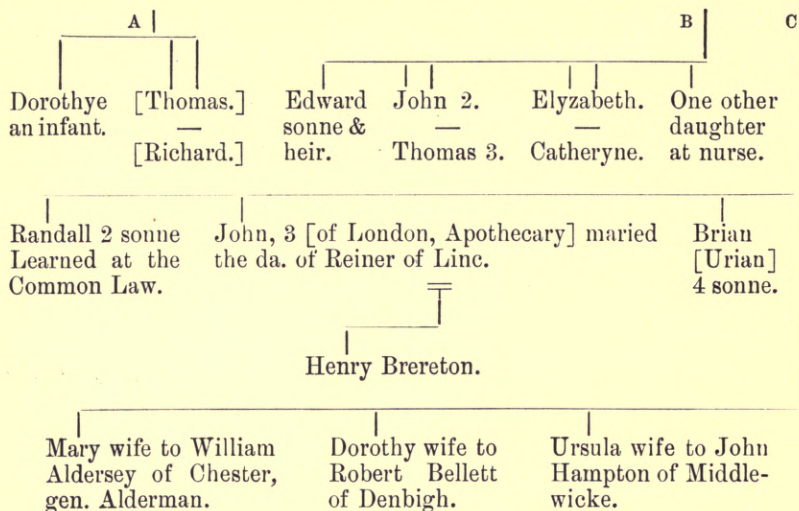 A B C
Dorothye [Thomas.] Edward John 2. Elyzabeth. One other
an infant. — sonne & — — daughter
[Richard.] heir. Thomas 3. Catheryne. at nurse.
Randall 2 sonne John, 3 [of London, Apothecary] maried Brian
Learned at the the da. of Reiner of Linc. [Urian]
Common Law. 4 sonne.
Henry Brereton.
Mary wife to William Dorothy wife to Ursula wife to John
Aldersey of Chester, Robert Bellett Hampton of Middle-
gen. Alderman. of Denbigh. wicke.